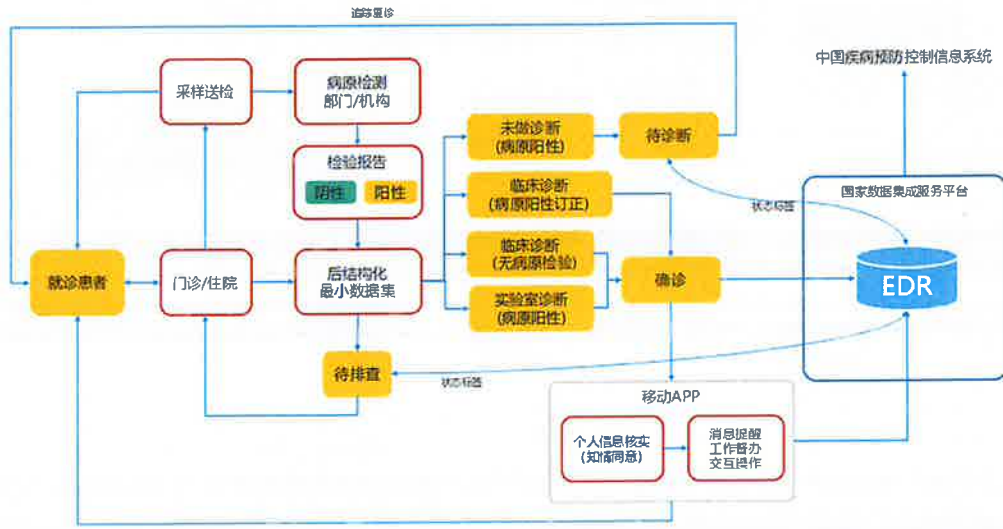 追踪复诊
中国疾病预防控制信息系统
采样送检
病原检测
部门/机构
未做诊断
(病原阳性)
待诊断
检验报告
阴性
阳性
临床诊断
(病原阳性订正)
状态标签
国家数据集成服务平台
就诊患者
门诊/住院
后结构化
最小数据集
临床诊断
(无病原检验)
确诊
EDR
实验室诊断
(病原阳性)
待排查
状态标签
移动APP
个人信息核实
(知情同意)
消息提醒
工作督办
交互操作